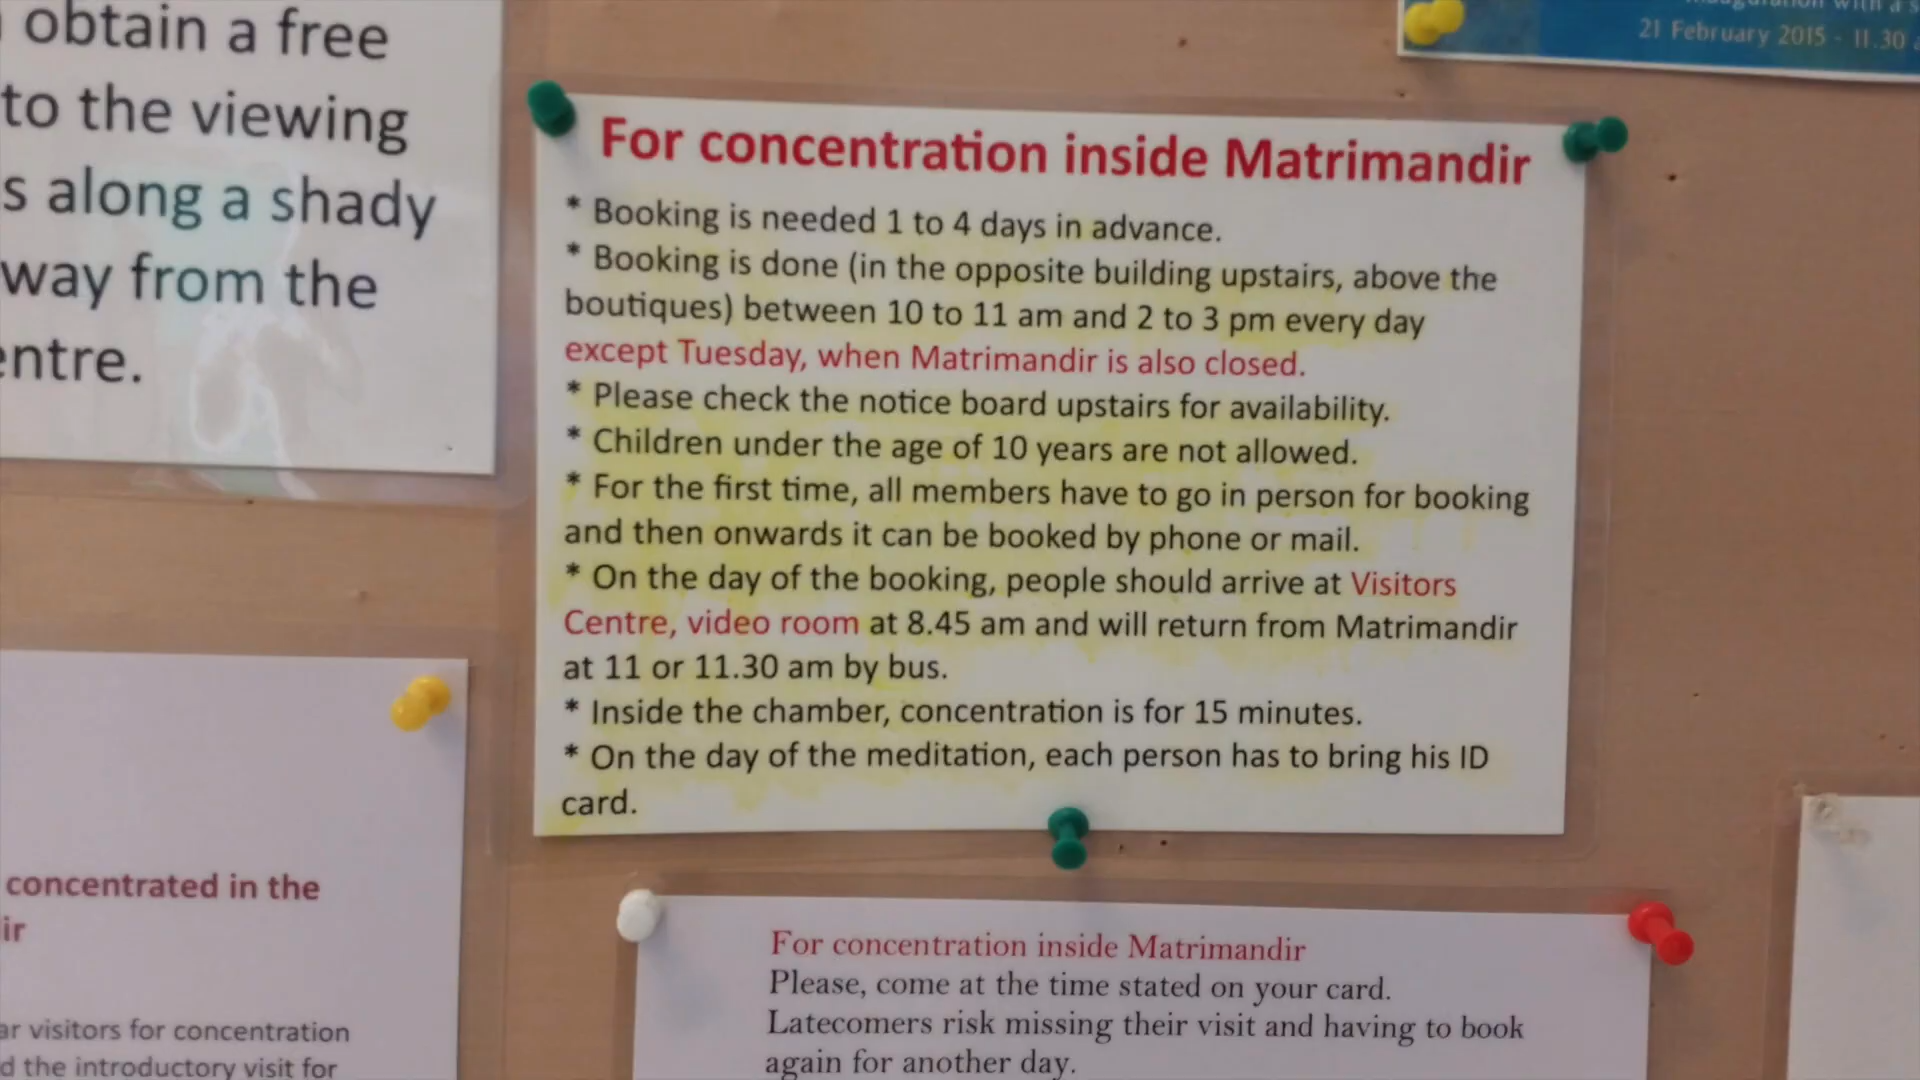 obtain a free
to the viewing
s along a shady
way from the
entre.
21 February 2015 - 11.30
For concentration inside Matrimandir
* Booking is needed 1 to 4 days in advance.
* Booking is done (in the opposite building upstairs, above the
boutiques) between 10 to 11 am and 2 to 3 pm every day
except Tuesday, when Matrimandir is also closed.
* Please check the notice board upstairs for availability.
* Children under the age of 10 years are not allowed.
* For the first time, all members have to go in person for booking
and then onwards it can be booked by phone or mail.
* On the day of the booking, people should arrive at Visitors
Centre, video room at 8.45 am and will return from Matrimandir
at 11 or 11.30 am by bus.
* Inside the chamber, concentration is for 15 minutes.
* On the day of the meditation, each person has to bring his ID
card.
concentrated in the
ir
ar visitors for concentration
d the introductory visit for
For concentration inside Matrimandir
Please, come at the time stated on your card.
Latecomers risk missing their visit and having to book
again for another day.